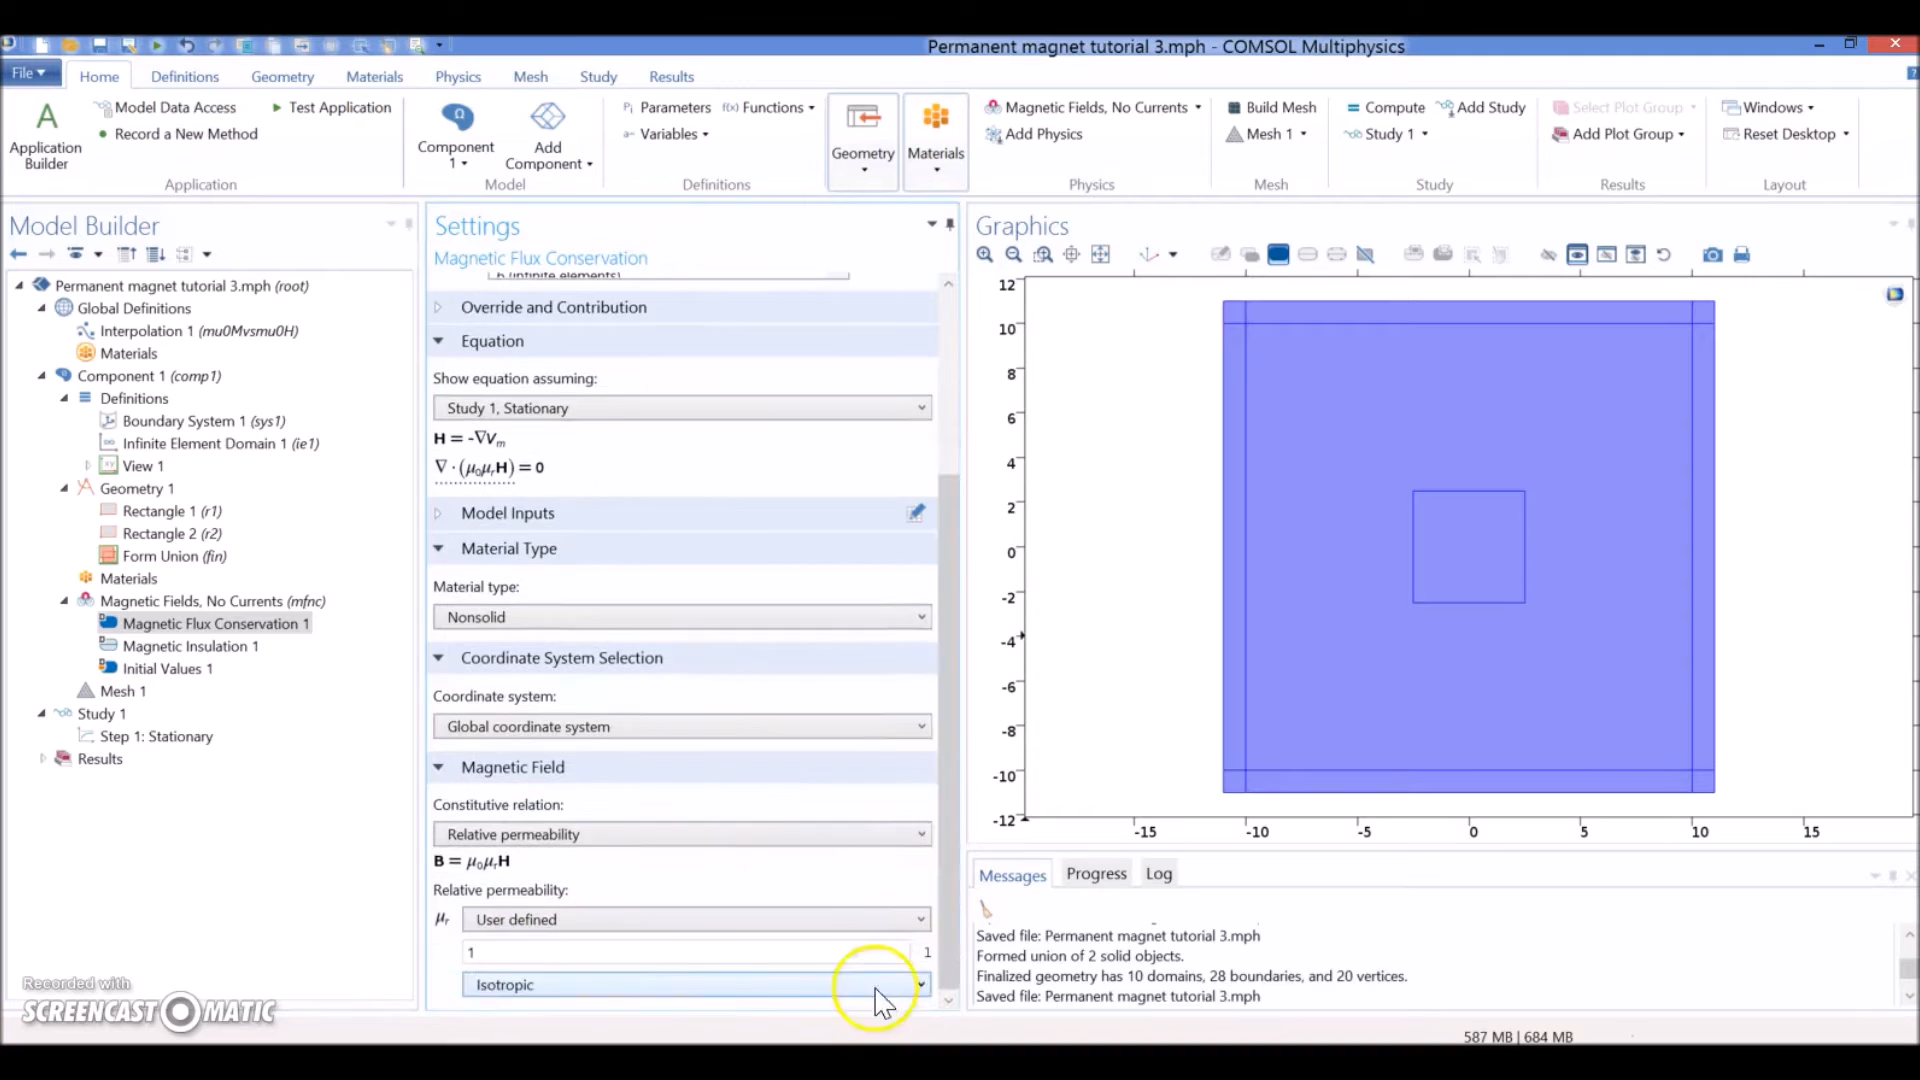 Permanent magnet tutorial 3.mph - COMSOL Multiphysics
File Home Definitions Geometry Materials Physics Mesh Study Results
A
Application Builder
Model Data Access
Test Application
Record a New Method
Application
Component 1
Add Component
Model
Pi Parameters
f(x) Functions
a= Variables
Definitions
Geometry
Materials
Magnetic Fields, No Currents
Add Physics
Physics
Build Mesh
Mesh 1
Mesh
Compute
Add Study
Study 1
Study
Select Plot Group
Add Plot Group
Results
Windows
Reset Desktop
Layout
Model Builder
Permanent magnet tutorial 3.mph (root)
Global Definitions
Interpolation 1 (mu0Mvsmu0H)
Materials
Component 1 (comp1)
Definitions
Boundary System 1 (sys1)
Infinite Element Domain 1 (ie1)
View 1
Geometry 1
Rectangle 1 (r1)
Rectangle 2 (r2)
Form Union (fin)
Materials
Magnetic Fields, No Currents (mfnc)
Magnetic Flux Conservation 1
Magnetic Insulation 1
Initial Values 1
Mesh 1
Study 1
Step 1: Stationary
Results
Recorded with
SCREENCAST MATIC
Settings
Magnetic Flux Conservation
6 (infinite elements)
Override and Contribution
Equation
Show equation assuming:
Study 1, Stationary
H = -∇Vm
∇ · (μ0μrH) = 0
Model Inputs
Material Type
Material type:
Nonsolid
Coordinate System Selection
Coordinate system:
Global coordinate system
Magnetic Field
Constitutive relation:
Relative permeability
B = μ0μrH
Relative permeability:
μr User defined
1 1
Isotropic
Graphics
12
10
8
6
4
2
0
-2
-4
-6
-8
-10
-12
-15 -10 -5 0 5 10 15
Messages Progress Log
Saved file: Permanent magnet tutorial 3.mph
Formed union of 2 solid objects.
Finalized geometry has 10 domains, 28 boundaries, and 20 vertices.
Saved file: Permanent magnet tutorial 3.mph
587 MB | 684 MB